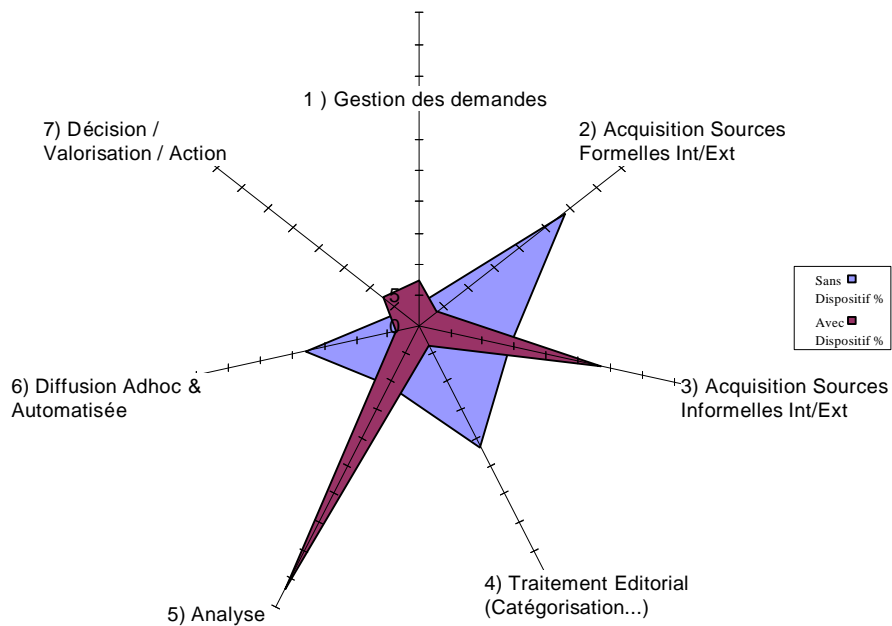 1 ) Gestion des demandes
7) Décision /
Valorisation / Action
2) Acquisition Sources
Formelles Int/Ext
5
0
Sans
Dispositif %
Avec
Dispositif %
6) Diffusion Adhoc &
Automatisée
3) Acquisition Sources
Informelles Int/Ext
4) Traitement Editorial
(Catégorisation...)
5) Analyse